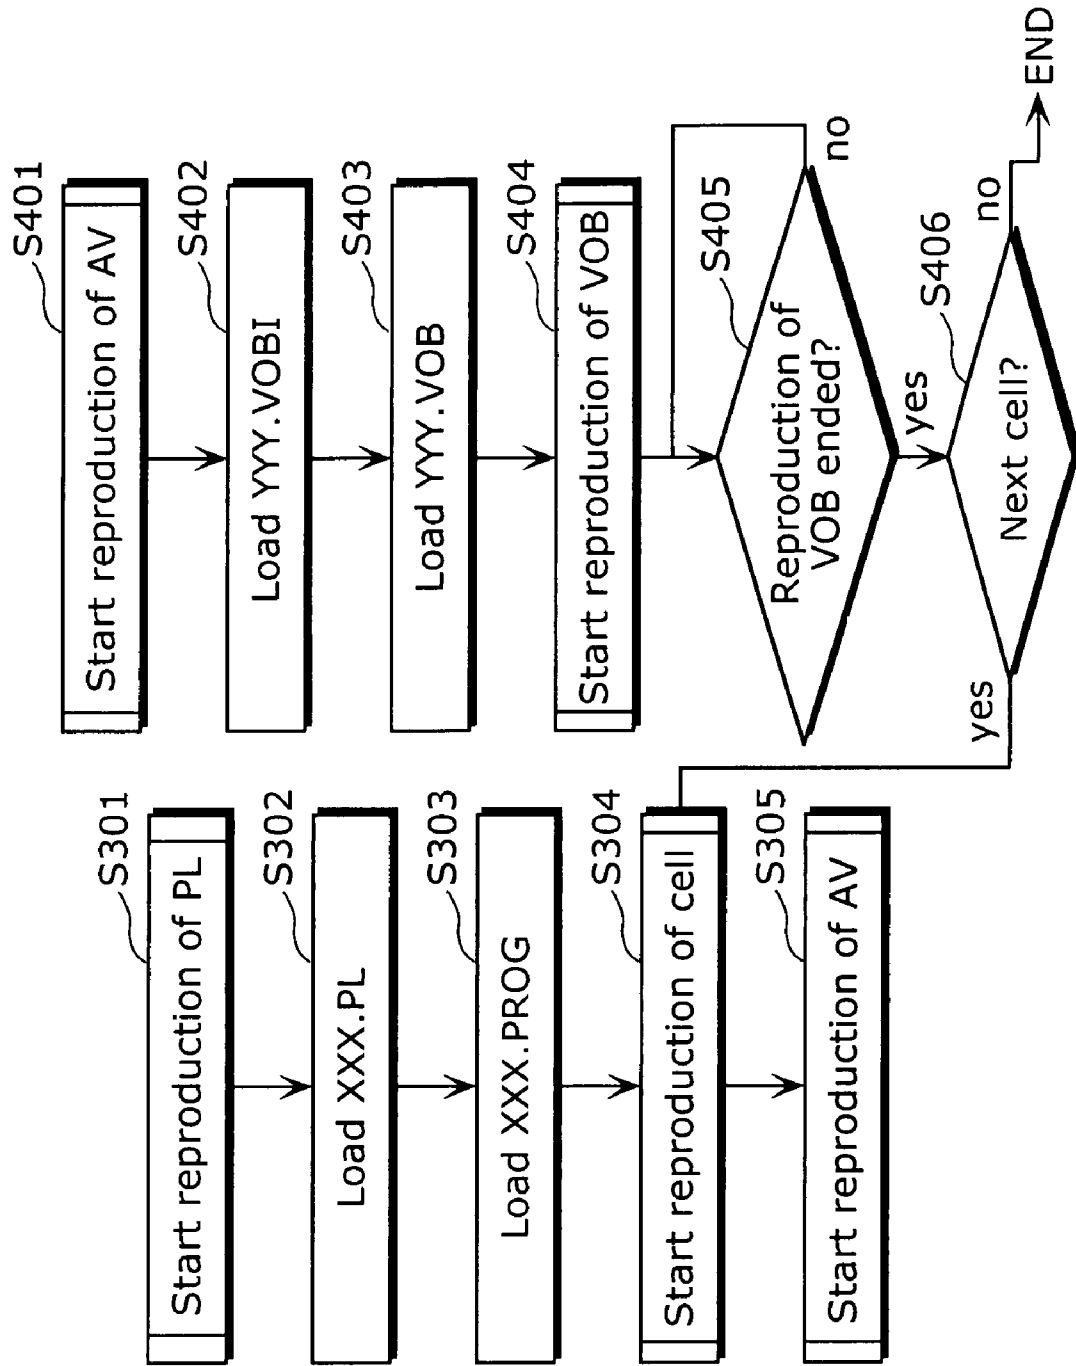 S301
Start reproduction of PL
S302
Load XXX.PL
S303
Load XXX.PROG
S304
Start reproduction of cell
S305
Start reproduction of AV
S401
Start reproduction of AV
S402
Load YYY.VOBI
S403
Load YYY.VOB
S404
Start reproduction of VOB
S405
Reproduction of
VOB ended?
no
yes
S406
Next cell?
yes
no
END